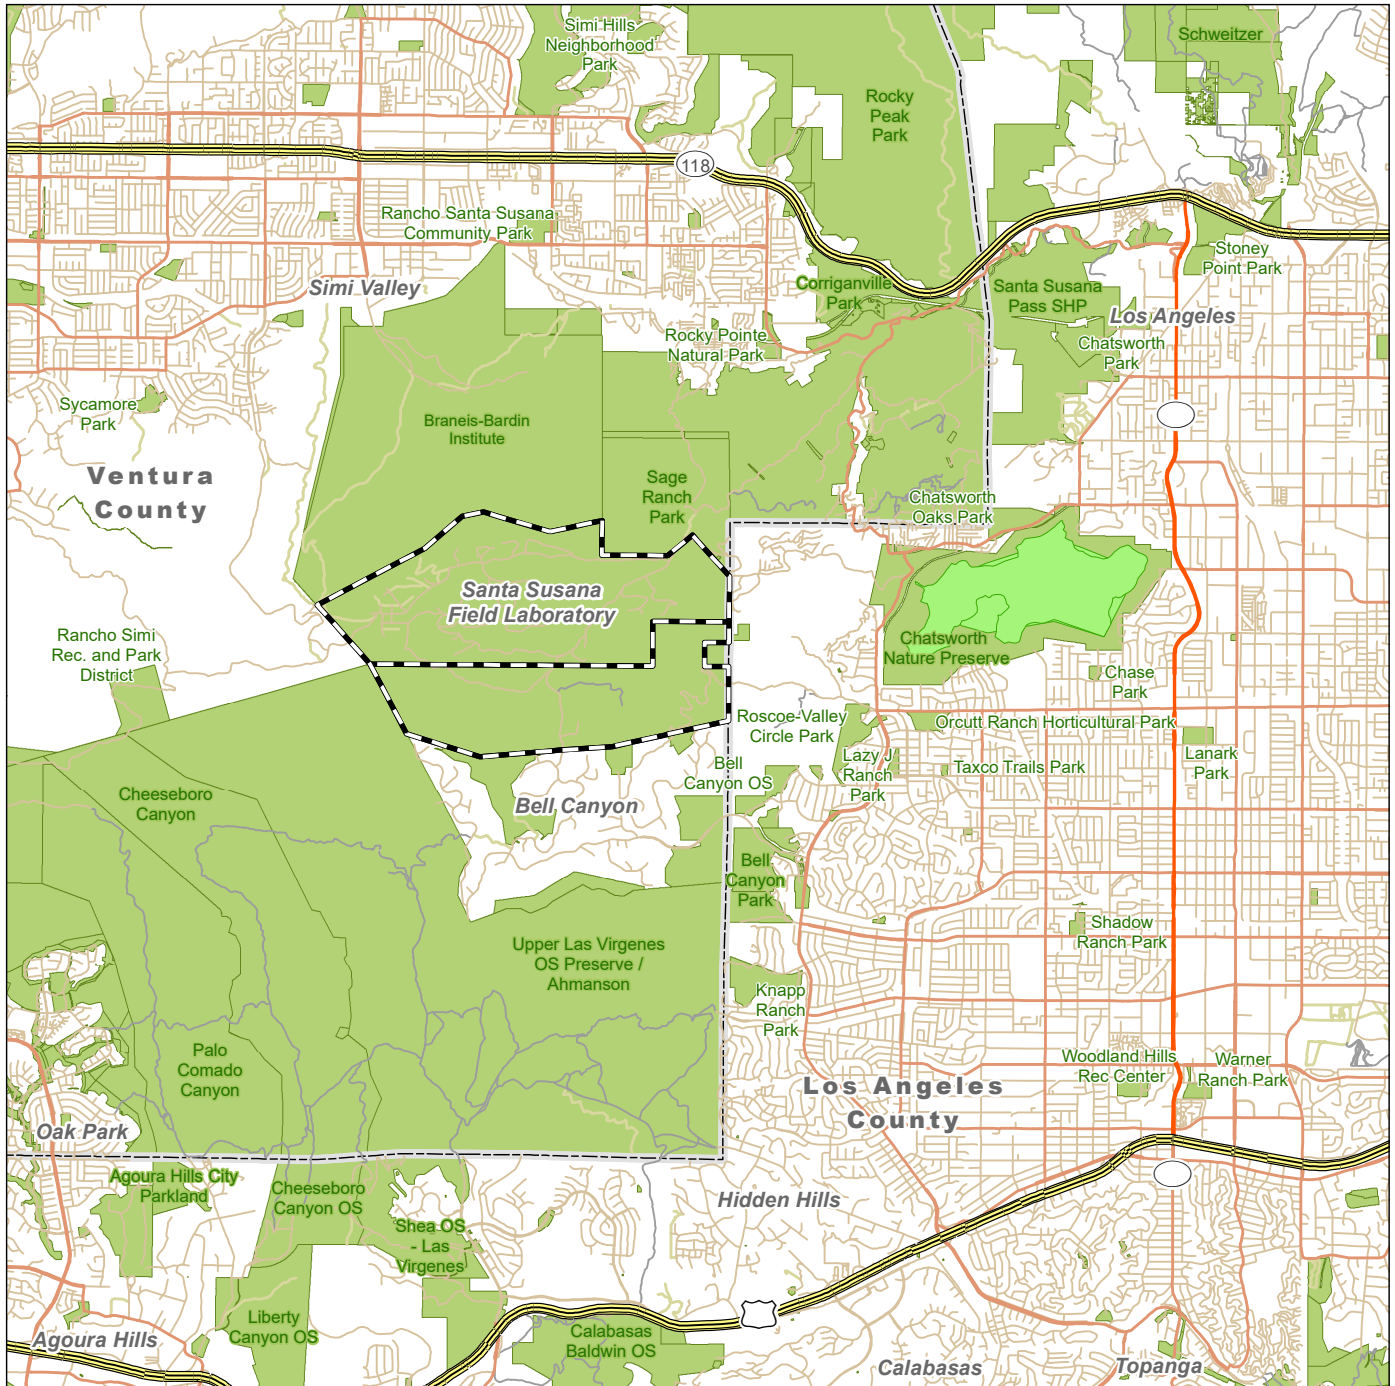 Simi Hills
Neighborhood
Park
Schweitzer
Rocky
Peak
Park
118
Rancho Santa Susana
Community Park
Stoney
Point Park
Simi Valley
Corriganville
Park
Santa Susana
Pass SHP
Los Angeles
Rocky Pointe
Natural Park
Chatsworth
Park
Sycamore
Park
Braneis-Bardin
Institute
Ventura
County
Sage
Ranch
Park
Chatsworth
Oaks Park
Santa Susana
Field Laboratory
Rancho Simi
Rec. and Park
District
Chatsworth
Nature Preserve
Chase
Park
Roscoe-Valley
Circle Park
Orcutt Ranch Horticultural Park
Lazy J
Ranch
Park
Taxco Trails Park
Lanark
Park
Bell
Canyon OS
Cheeseboro
Canyon
Bell Canyon
Bell
Canyon
Park
Shadow
Ranch Park
Upper Las Virgenes
OS Preserve /
Ahmanson
Knapp
Ranch
Park
Palo
Comado
Canyon
Woodland Hills
Rec Center
Warner
Ranch Park
Los Angeles
County
Oak Park
Agoura Hills City
Parkland
Cheeseboro
Canyon OS
Hidden Hills
Shea OS
- Las
Virgenes
Liberty
Canyon OS
Agoura Hills
Calabasas
Baldwin OS
Calabasas
Topanga